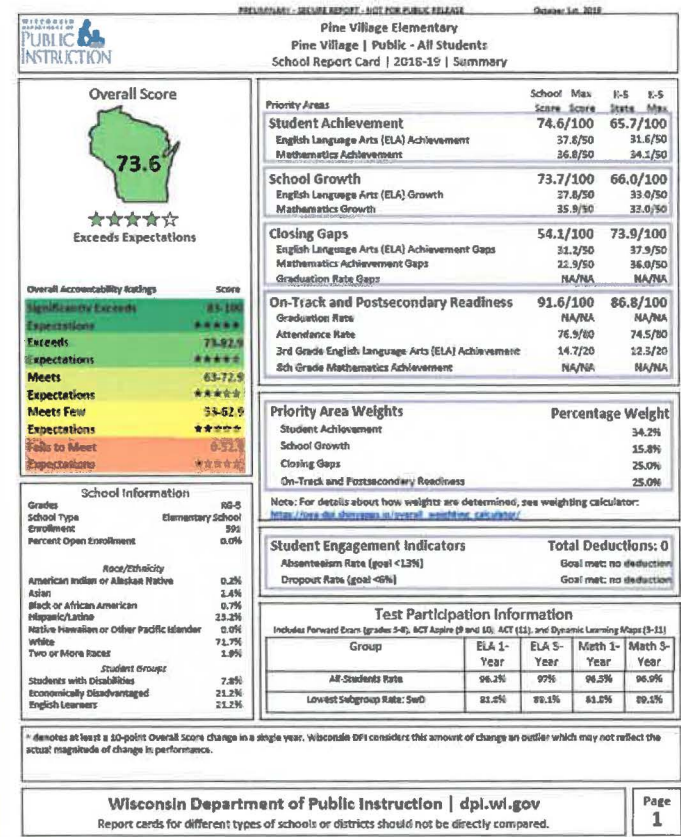 PRELIMINARY - SECURE REPORT - NOT FOR PUBLIC RELEASE October 1st, 2019
WISCONSIN
DEPARTMENT OF
PUBLIC
INSTRUCTION
Pine Village Elementary
Pine Village | Public - All Students
School Report Card | 2018-19 | Summary
Overall Score
73.6
Exceeds Expectations
Overall Accountability Ratings Score
Significantly Exceeds 83-100
Expectations ★★★★★
Exceeds 73-82.9
Expectations ★★★★☆
Meets 63-72.9
Expectations ★★★☆☆
Meets Few 53-62.9
Expectations ★★☆☆☆
Fails to Meet 0-52.9
Expectations ★☆☆☆☆
School Information
Grades KG-5
School Type Elementary School
Enrollment 591
Percent Open Enrollment 0.0%
Race/Ethnicity
American Indian or Alaskan Native 0.2%
Asian 2.4%
Black or African American 0.7%
Hispanic/Latino 23.2%
Native Hawaiian or Other Pacific Islander 0.0%
White 71.7%
Two or More Races 1.9%
Student Groups
Students with Disabilities 7.8%
Economically Disadvantaged 21.2%
English Learners 21.2%
Priority Areas School Score Max Score K-5 State K-5 Max
Student Achievement 74.6/100 65.7/100
English Language Arts (ELA) Achievement 37.8/50 31.6/50
Mathematics Achievement 36.8/50 34.1/50
School Growth 73.7/100 66.0/100
English Language Arts (ELA) Growth 37.8/50 33.0/50
Mathematics Growth 35.9/50 33.0/50
Closing Gaps 54.1/100 73.9/100
English Language Arts (ELA) Achievement Gaps 31.2/50 37.9/50
Mathematics Achievement Gaps 22.9/50 36.0/50
Graduation Rate Gaps NA/NA NA/NA
On-Track and Postsecondary Readiness 91.6/100 86.8/100
Graduation Rate NA/NA NA/NA
Attendance Rate 76.9/80 74.5/80
3rd Grade English Language Arts (ELA) Achievement 14.7/20 12.3/20
8th Grade Mathematics Achievement NA/NA NA/NA
Priority Area Weights Percentage Weight
Student Achievement 34.2%
School Growth 15.8%
Closing Gaps 25.0%
On-Track and Postsecondary Readiness 25.0%
Note: For details about how weights are determined, see weighting calculator:
Student Engagement Indicators Total Deductions: 0
Absenteeism Rate (goal <13%) Goal met: no deduction
Dropout Rate (goal <6%) Goal met: no deduction
Test Participation Information
Includes Forward Exam (grades 3-8), ACT Aspire (9 and 10), ACT (11), and Dynamic Learning Maps (3-11)
Group ELA 1-Year ELA 3-Year Math 1-Year Math 3-Year
All-Students Rate 96.2% 97% 96.5% 96.9%
Lowest Subgroup Rate: SwD 81.8% 89.1% 81.8% 89.1%
* denotes at least a 10-point Overall Score change in a single year. Wisconsin DPI considers this amount of change an outlier which may not reflect the
actual magnitude of change in performance.
Wisconsin Department of Public Instruction | dpi.wi.gov
Report cards for different types of schools or districts should not be directly compared.
Page
1